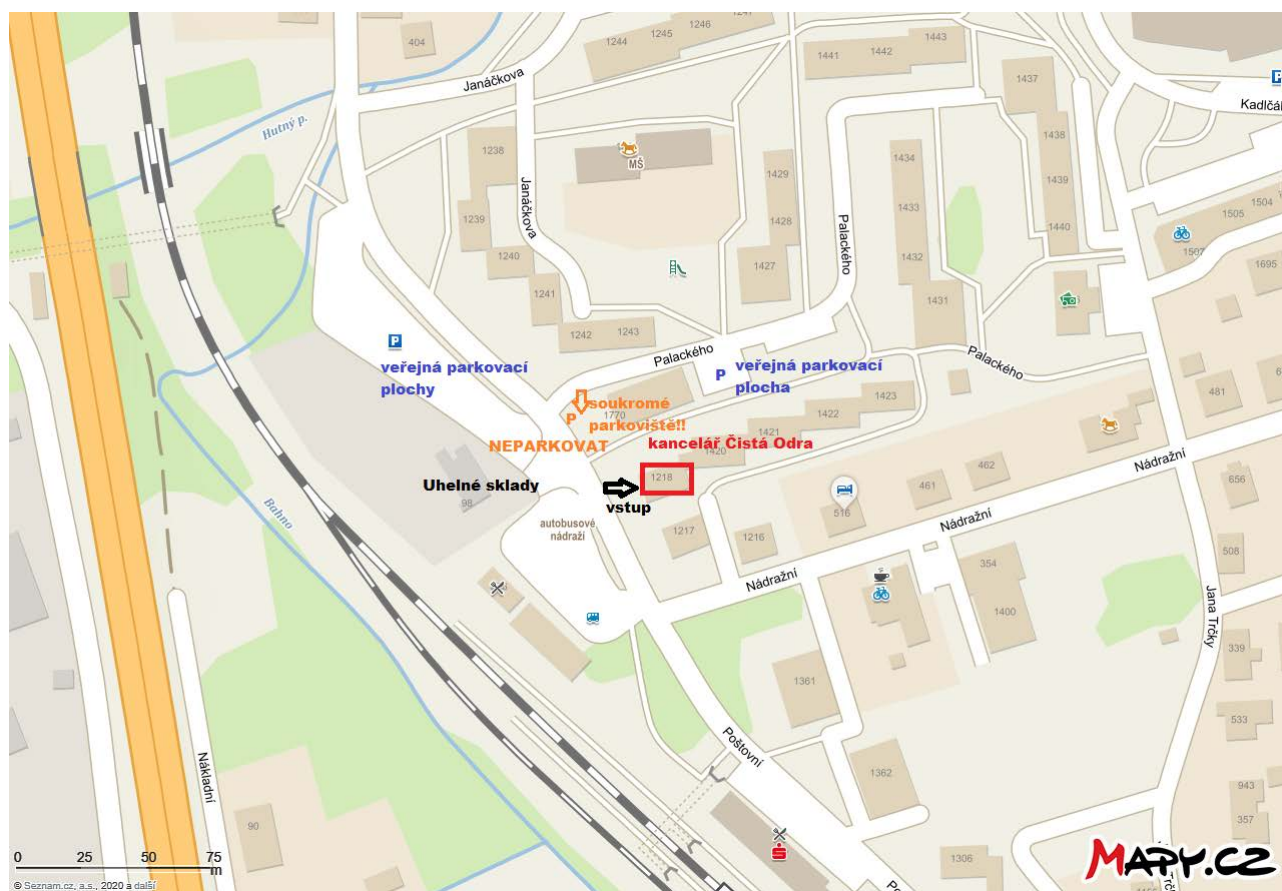 404
1244
1245
1246
1247
1441
1442
1443
Janáčkova
1437
P
Kadlčák
Hutný p.
1238
MŠ
1438
1434
1429
1439
1239
Janáčkova
1433
1428
Palackého
1440
1505
1504
1507
1240
1432
1427
1695
1241
1431
1242
1243
P
veřejná parkovací
plochy
Palackého
P
veřejná parkovací
plocha
Palackého
soukromé
parkoviště!!
P
1770
NEPARKOVAT
kancelář Čistá Odra
1423
1422
1421
1420
481
Uhelné sklady
98
1218
vstup
461
462
Nádražní
656
516
autobusové
nádraží
1217
1216
Nádražní
508
Bahno
Nádražní
354
1400
Jana Trčky
339
1361
533
Poštovní
1362
Nákladní
943
357
90
1306
0 25 50 75
m
Mapy.cz
© Seznam.cz, a.s., 2020 a další